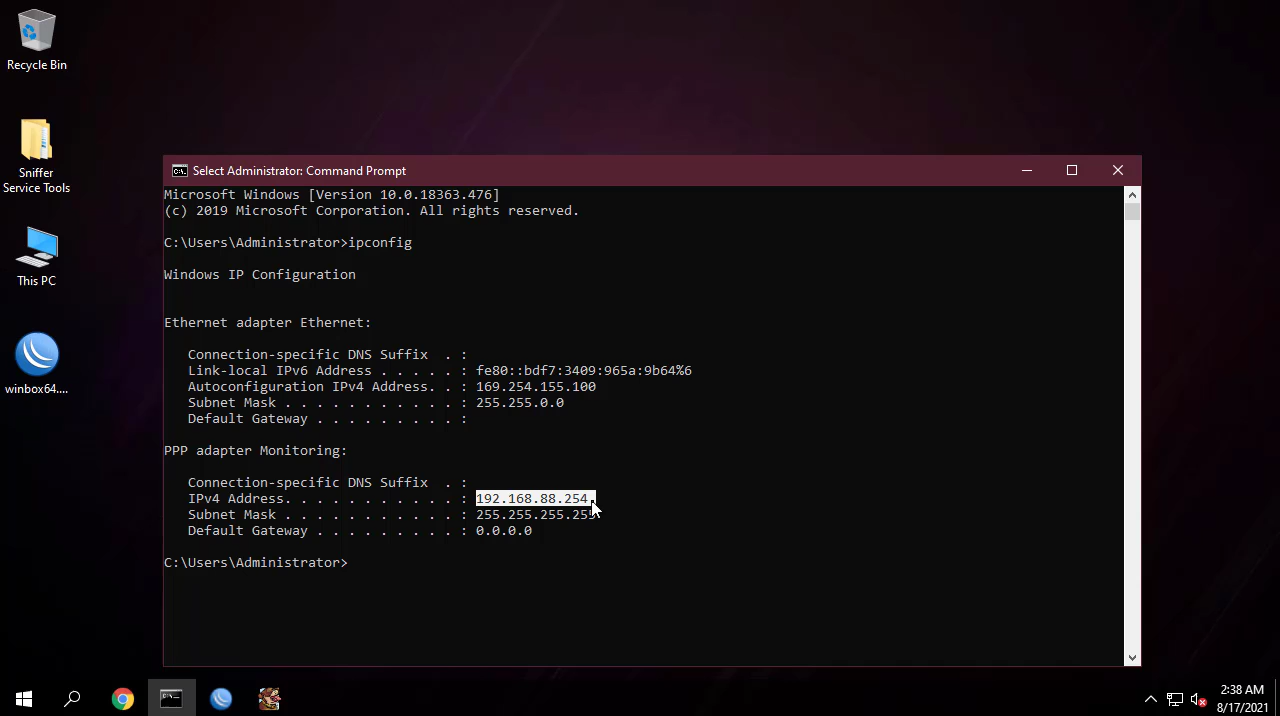 Recycle Bin
Sniffer
Service Tools
This PC
winbox64....
Select Administrator: Command Prompt
Microsoft Windows [Version 10.0.18363.476]
(c) 2019 Microsoft Corporation. All rights reserved.
C:\Users\Administrator>ipconfig
Windows IP Configuration
Ethernet adapter Ethernet:
Connection-specific DNS Suffix  . :
Link-local IPv6 Address . . . . . : fe80::bdf7:3409:965a:9b64%6
Autoconfiguration IPv4 Address. . : 169.254.155.100
Subnet Mask . . . . . . . . . . . : 255.255.0.0
Default Gateway . . . . . . . . . :
PPP adapter Monitoring:
Connection-specific DNS Suffix  . :
IPv4 Address. . . . . . . . . . . : 192.168.88.254
Subnet Mask . . . . . . . . . . . : 255.255.255.255
Default Gateway . . . . . . . . . : 0.0.0.0
C:\Users\Administrator>
2:38 AM
8/17/2021